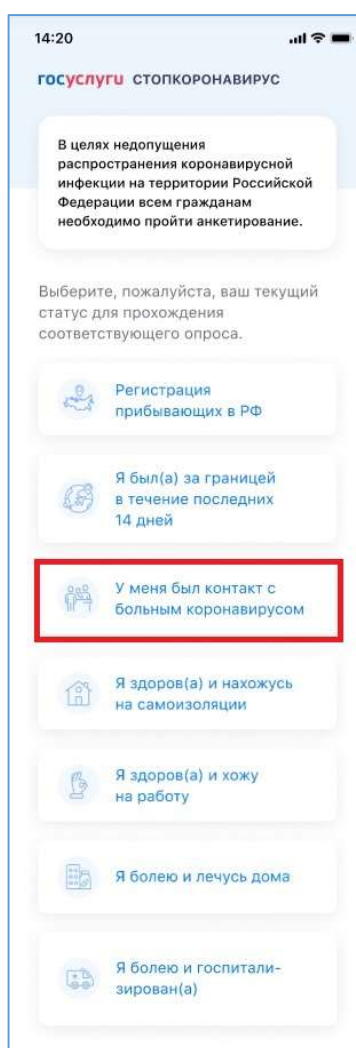 14:20
госуслуги СТОПКОРОНАВИРУС
В целях недопущения
распространения коронавирусной
инфекции на территории Российской
Федерации всем гражданам
необходимо пройти анкетирование.
Выберите, пожалуйста, ваш текущий
статус для прохождения
соответствующего опроса.
Регистрация
прибывающих в РФ
Я был(а) за границей
в течение последних
14 дней
У меня был контакт с
больным коронавирусом
Я здоров(а) и нахожусь
на самоизоляции
Я здоров(а) и хожу
на работу
Я болею и лечусь дома
Я болею и госпитали-
зирован(а)